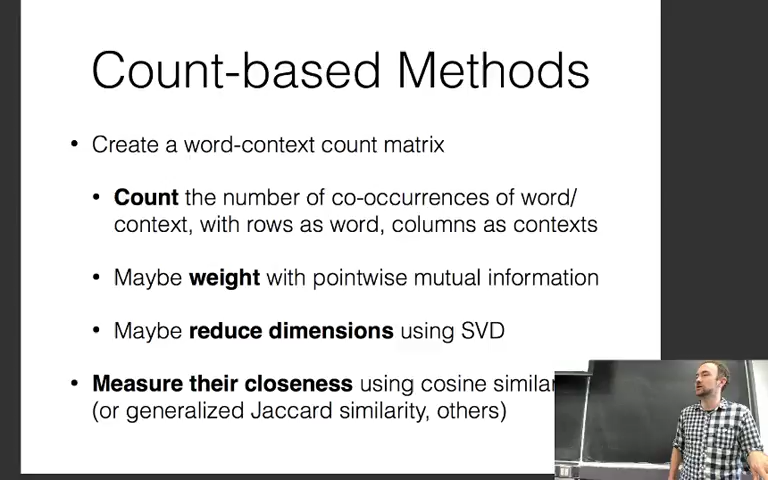 Count-based Methods
• Create a word-context count matrix
• Count the number of co-occurrences of word/
context, with rows as word, columns as contexts
• Maybe weight with pointwise mutual information
• Maybe reduce dimensions using SVD
• Measure their closeness using cosine
(or generalized Jaccard similarity, others)